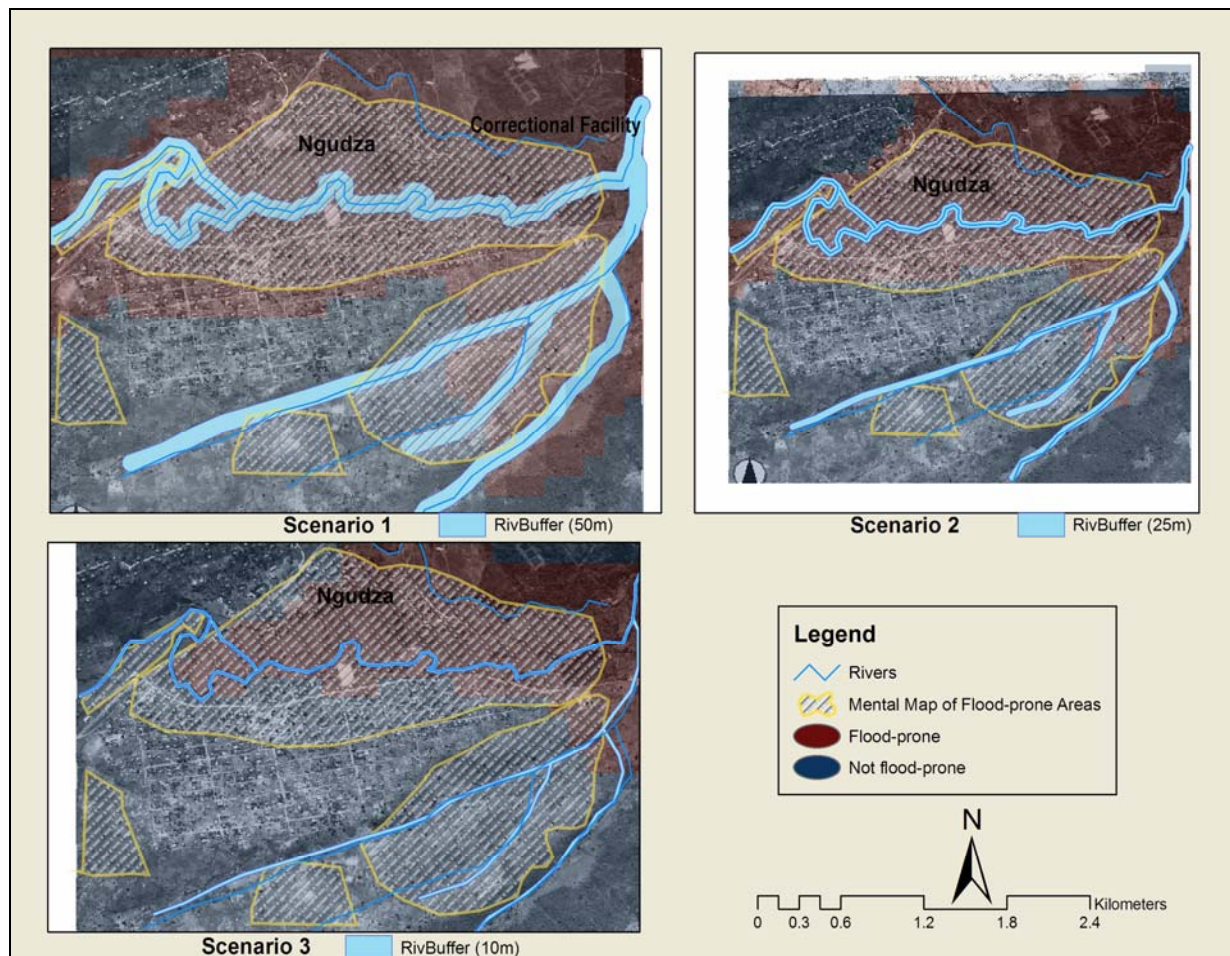 Correctional Facility
Ngudza
Scenario 1 RivBuffer (50m)
Ngudza
Scenario 2 RivBuffer (25m)
Ngudza
Scenario 3 RivBuffer (10m)
Legend
Rivers
Mental Map of Flood-prone Areas
Flood-prone
Not flood-prone
N
Kilometers
0 0.3 0.6 1.2 1.8 2.4